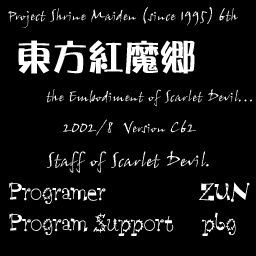 Project Shrine Maiden (since 1995) 6th
東方紅魔郷
the Embodiment of Scarlet Devil...
2002/8 Version C62
Staff of Scarlet Devil.
Programer ZUN
Program Support pbg